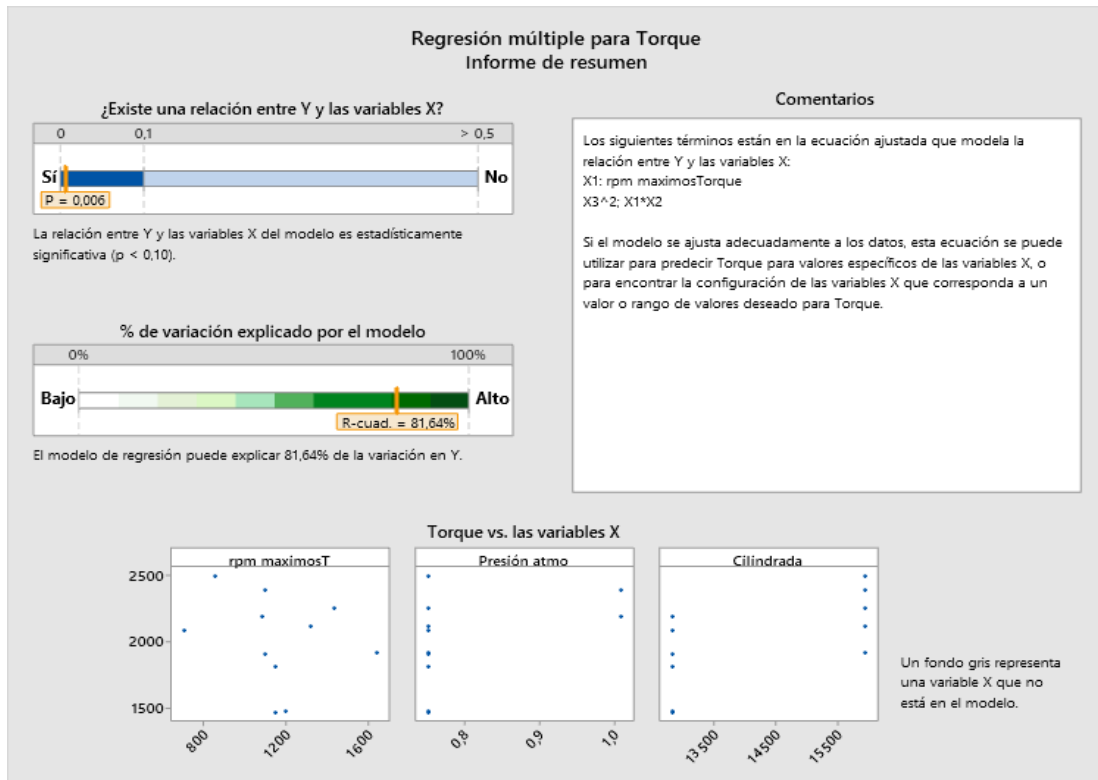 Regresión múltiple para Torque
Informe de resumen
¿Existe una relación entre Y y las variables X?
0 0,1 > 0,5
Sí No
P = 0,006
La relación entre Y y las variables X del modelo es estadísticamente
significativa (p < 0,10).
% de variación explicado por el modelo
0% 100%
Bajo Alto
R-cuad. = 81,64%
El modelo de regresión puede explicar 81,64% de la variación en Y.
Comentarios
Los siguientes términos están en la ecuación ajustada que modela la
relación entre Y y las variables X:
X1: rpm maximosTorque
X3^2; X1*X2
Si el modelo se ajusta adecuadamente a los datos, esta ecuación se puede
utilizar para predecir Torque para valores específicos de las variables X, o
para encontrar la configuración de las variables X que corresponda a un
valor o rango de valores deseado para Torque.
Torque vs. las variables X
rpm maximosT Presión atmo Cilindrada
2500
2000
1500
800 1200 1600 0,8 0,9 1,0 13500 14500 15500
Un fondo gris representa
una variable X que no
está en el modelo.